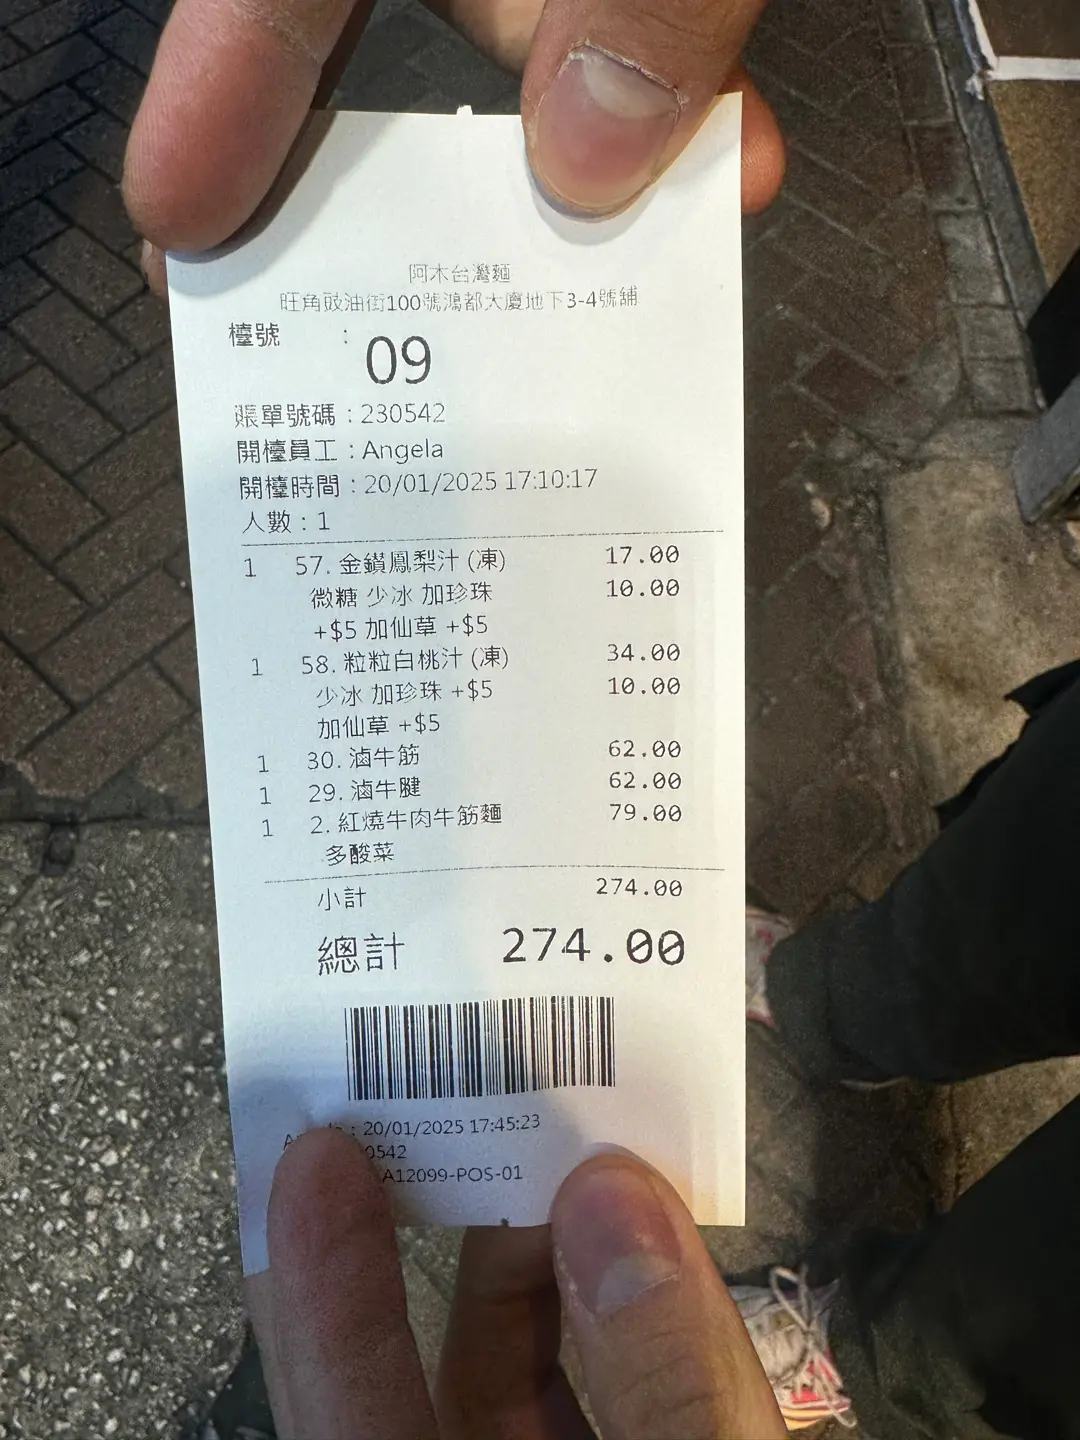 阿木台灣麵
旺角豉油街100號鴻都大廈地下3-4號舖
檯號 :
09
賬單號碼 : 230542
開檯員工 : Angela
開檯時間 : 20/01/2025 17:10:17
人數 : 1
1 57. 金鑽鳳梨汁 (凍) 17.00
微糖 少冰 加珍珠 10.00
+$5 加仙草 +$5
1 58. 粒粒白桃汁 (凍) 34.00
少冰 加珍珠 +$5 10.00
加仙草 +$5
1 30. 滷牛筋 62.00
1 29. 滷牛腱 62.00
1 2. 紅燒牛肉牛筋麵 79.00
多酸菜
小計 274.00
總計 274.00
: 20/01/2025 17:45:23
0542
A12099-POS-01